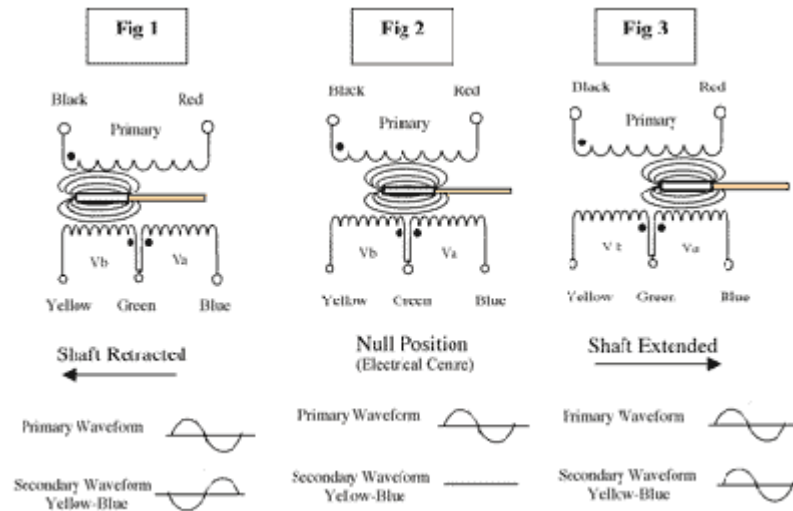 Fig 1
Black Red
Primary
Vb Va
Yellow Green Blue
Shaft Retracted
Primary Waveform
Secondary Waveform
Yellow-Blue
Fig 2
Black Red
Primary
Vb Va
Yellow Green Blue
Null Position
(Electrical Centre)
Primary Waveform
Secondary Waveform
Yellow-Blue
Fig 3
Black Red
Primary
Va
Yellow Green Blue
Shaft Extended
Primary Waveform
Secondary Waveform
Yellow-Blue